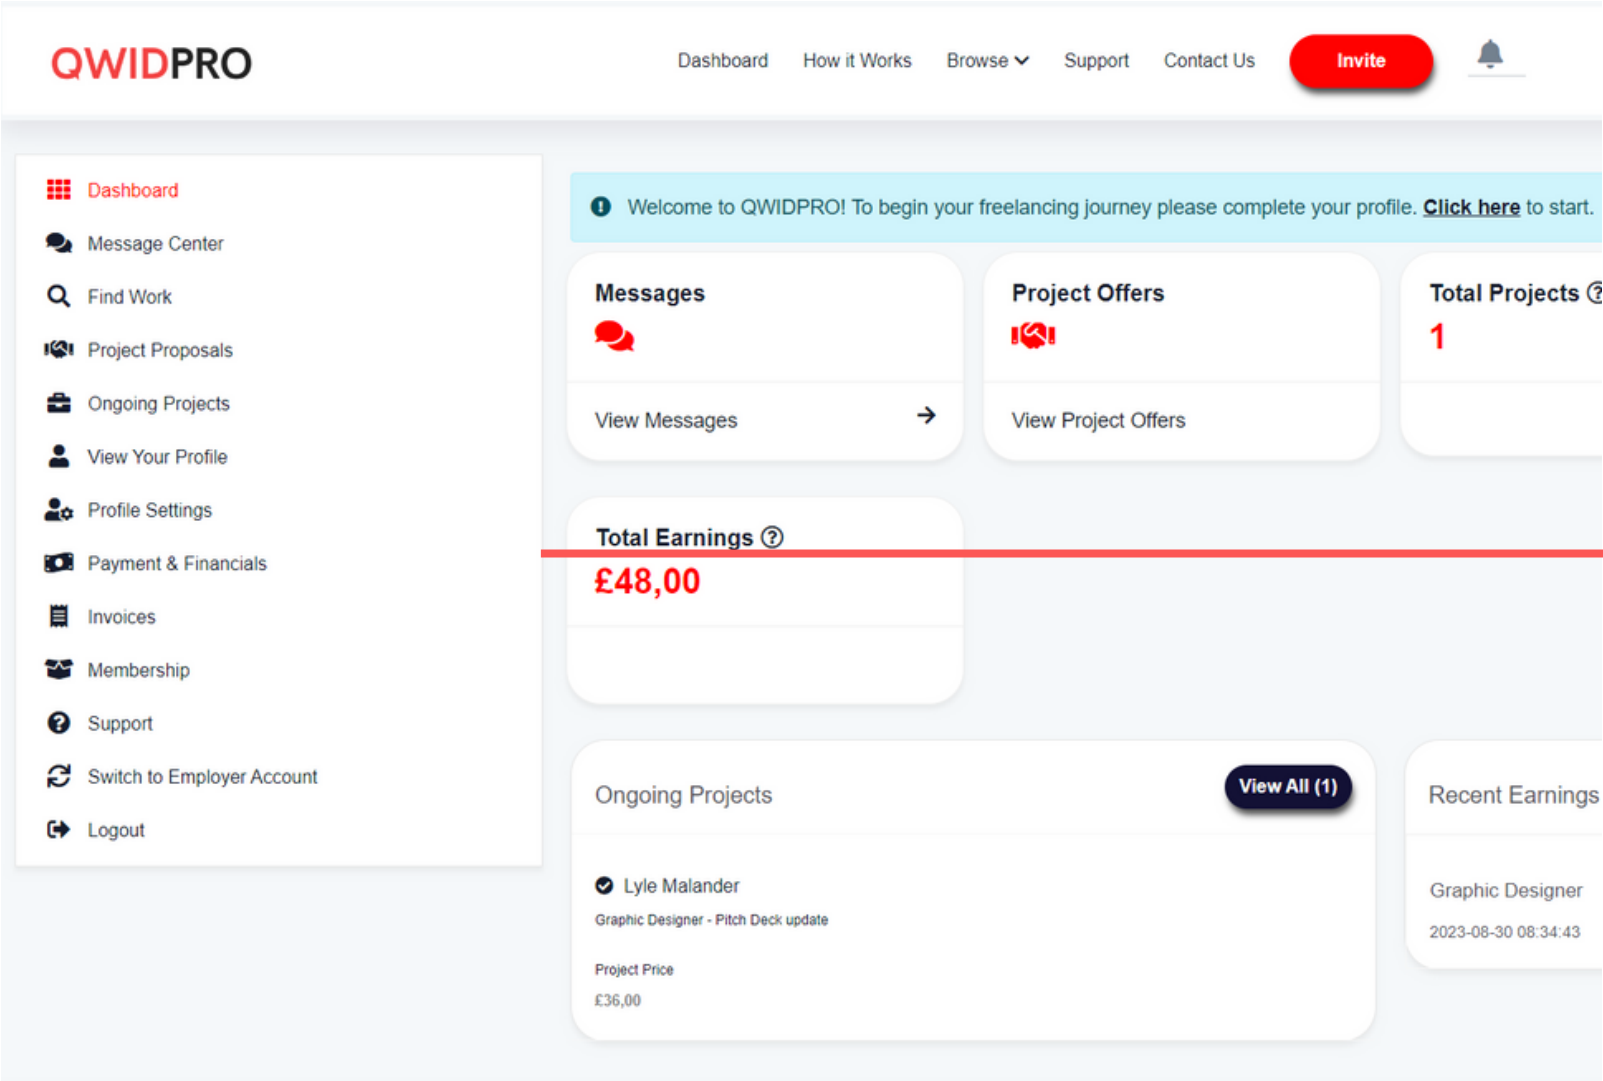 QWIDPRO
Dashboard How it Works Browse Support Contact Us Invite
Dashboard
Message Center
Find Work
Project Proposals
Ongoing Projects
View Your Profile
Profile Settings
Payment & Financials
Invoices
Membership
Support
Switch to Employer Account
Logout
Welcome to QWIDPRO! To begin your freelancing journey please complete your profile. Click here to start.
Messages
View Messages
Project Offers
View Project Offers
Total Projects
1
Total Earnings
£48,00
Ongoing Projects
View All (1)
Lyle Malander
Graphic Designer - Pitch Deck update
Project Price
£36,00
Recent Earnings
Graphic Designer
2023-08-30 08:34:43